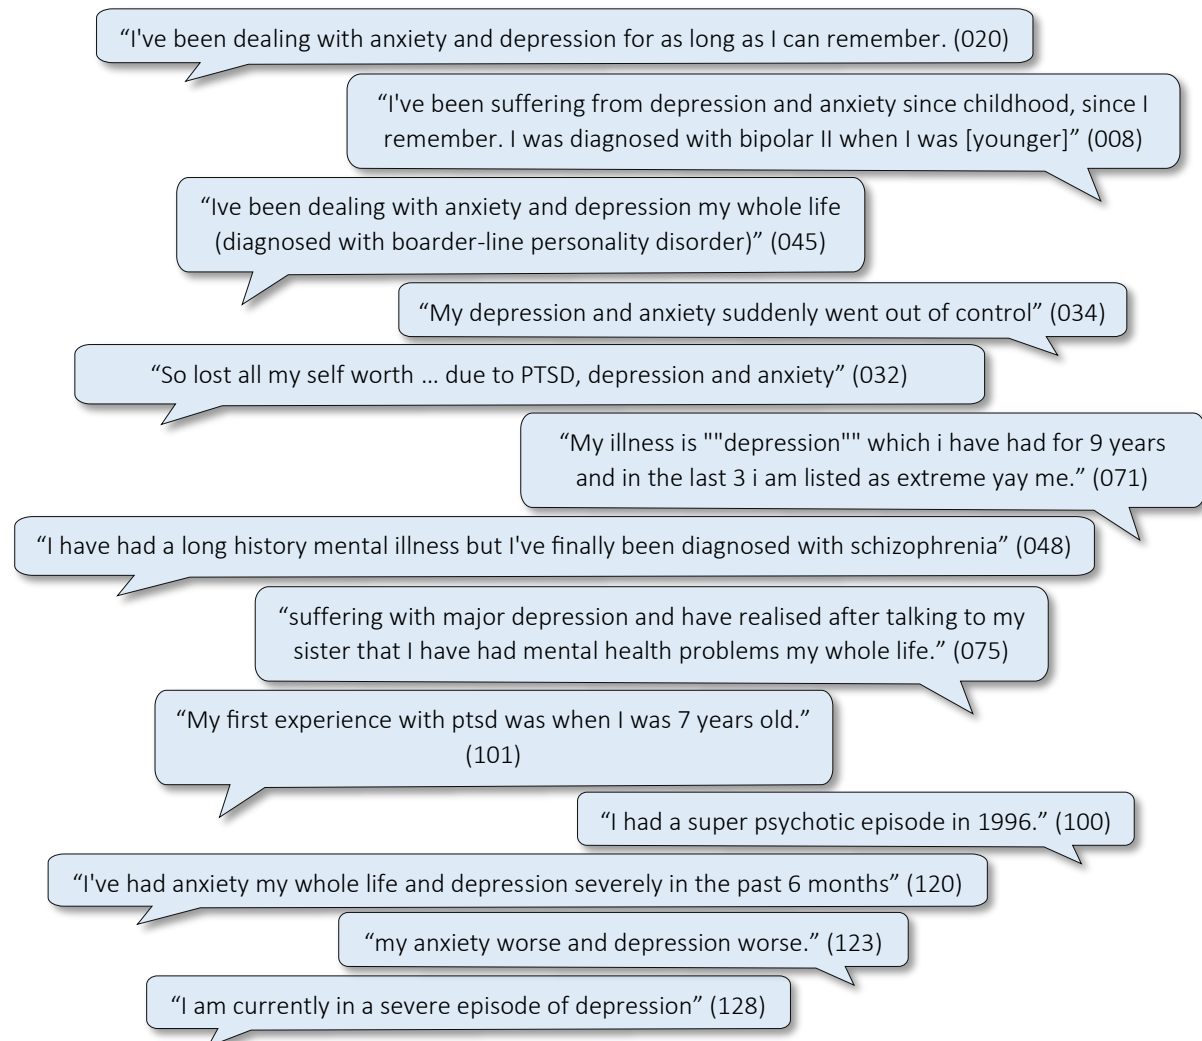 “I've been dealing with anxiety and depression for as long as I can remember. (020)
“I've been suffering from depression and anxiety since childhood, since I
remember. I was diagnosed with bipolar II when I was [younger]” (008)
“Ive been dealing with anxiety and depression my whole life
(diagnosed with boarder-line personality disorder)” (045)
“My depression and anxiety suddenly went out of control” (034)
“So lost all my self worth ... due to PTSD, depression and anxiety” (032)
“My illness is ""depression"" which i have had for 9 years
and in the last 3 i am listed as extreme yay me.” (071)
“I have had a long history mental illness but I've finally been diagnosed with schizophrenia” (048)
“suffering with major depression and have realised after talking to my
sister that I have had mental health problems my whole life.” (075)
“My first experience with ptsd was when I was 7 years old.”
(101)
“I had a super psychotic episode in 1996.” (100)
“I've had anxiety my whole life and depression severely in the past 6 months” (120)
“my anxiety worse and depression worse.” (123)
“I am currently in a severe episode of depression” (128)